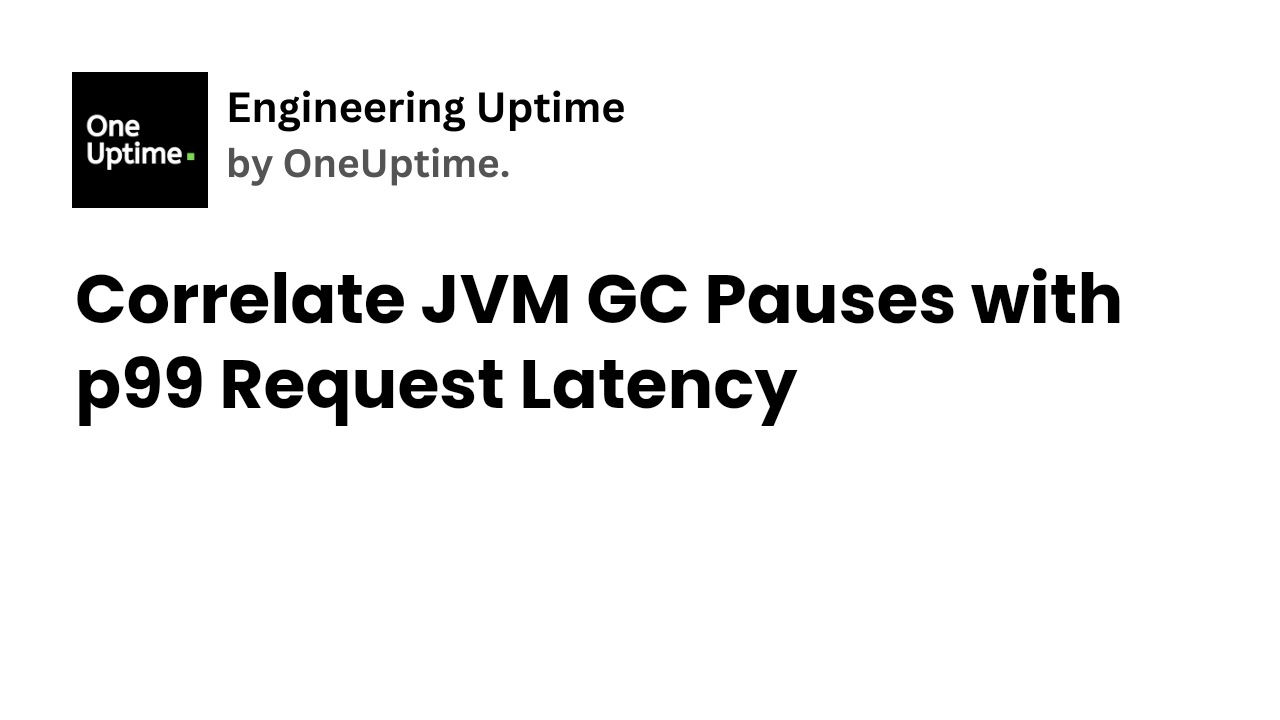 One
Uptime.
Engineering Uptime
by OneUptime.
Correlate JVM GC Pauses with
p99 Request Latency